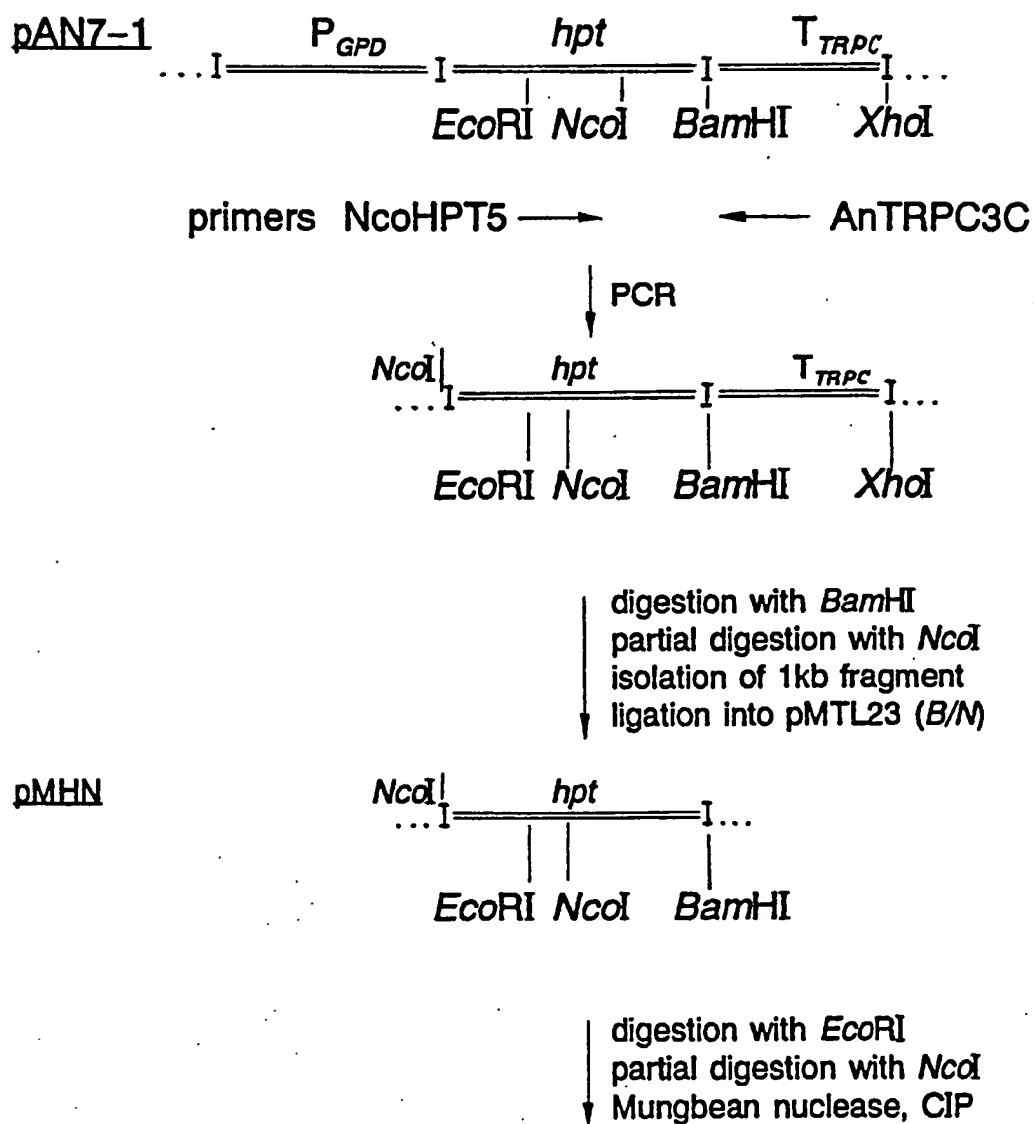 pAN7-1 P_GPD hpt T_TRPC
... I I I I ...
EcoRI NcoI BamHI XhoI
primers NcoHPT5 AnTRPC3C
PCR
NcoI hpt T_TRPC
.... I I I ...
EcoRI NcoI BamHI XhoI
digestion with BamHI
partial digestion with NcoI
isolation of 1kb fragment
ligation into pMTL23 (B/N)
pMHN NcoI hpt
... I I ...
EcoRI NcoI BamHI
digestion with EcoRI
partial digestion with NcoI
Mungbean nuclease, CIP